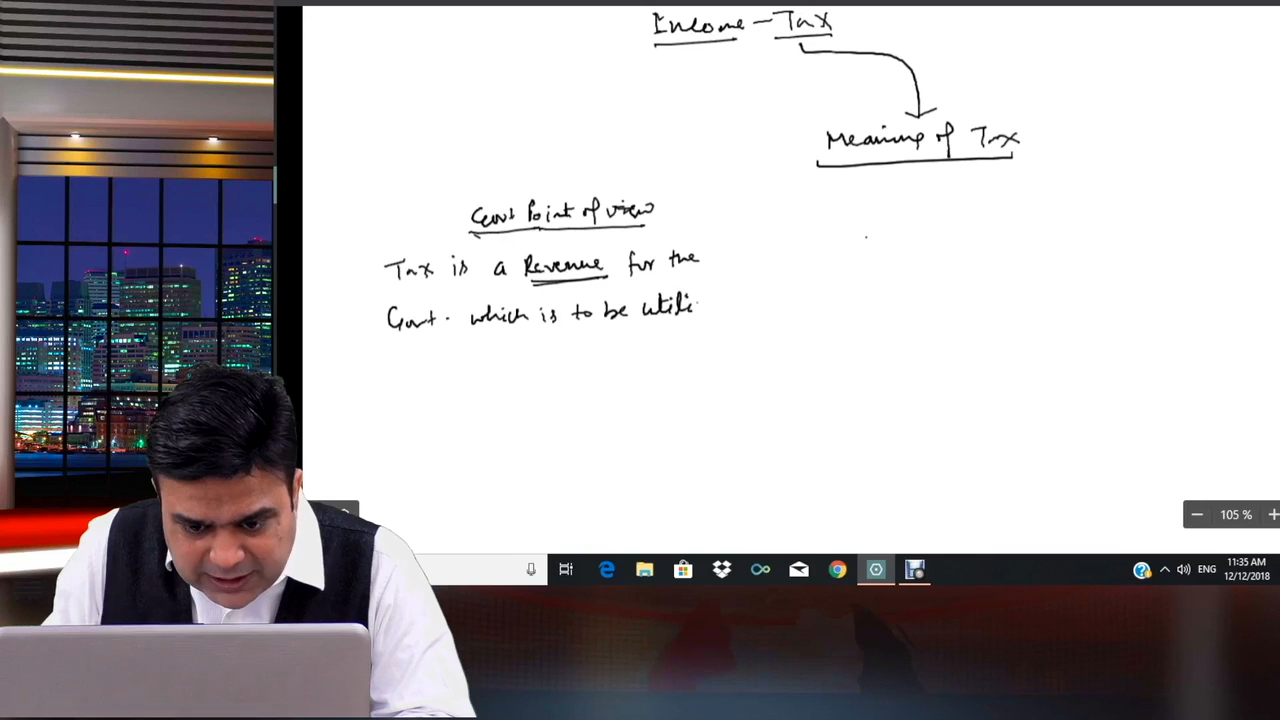 Income - Tax
Meaning of Tax
Govt Point of view
Tax is a Revenue for the
Govt. which is to be utili
105 %
ENG
11:35 AM
12/12/2018